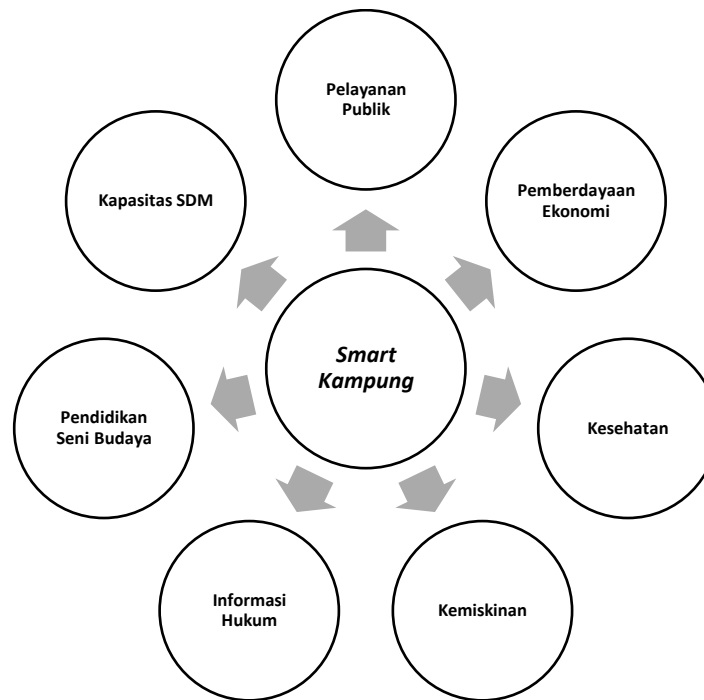 Pelayanan
Publik
Kapasitas SDM
Pemberdayaan
Ekonomi
Smart
Kampung
Pendidikan
Seni Budaya
Kesehatan
Informasi
Hukum
Kemiskinan